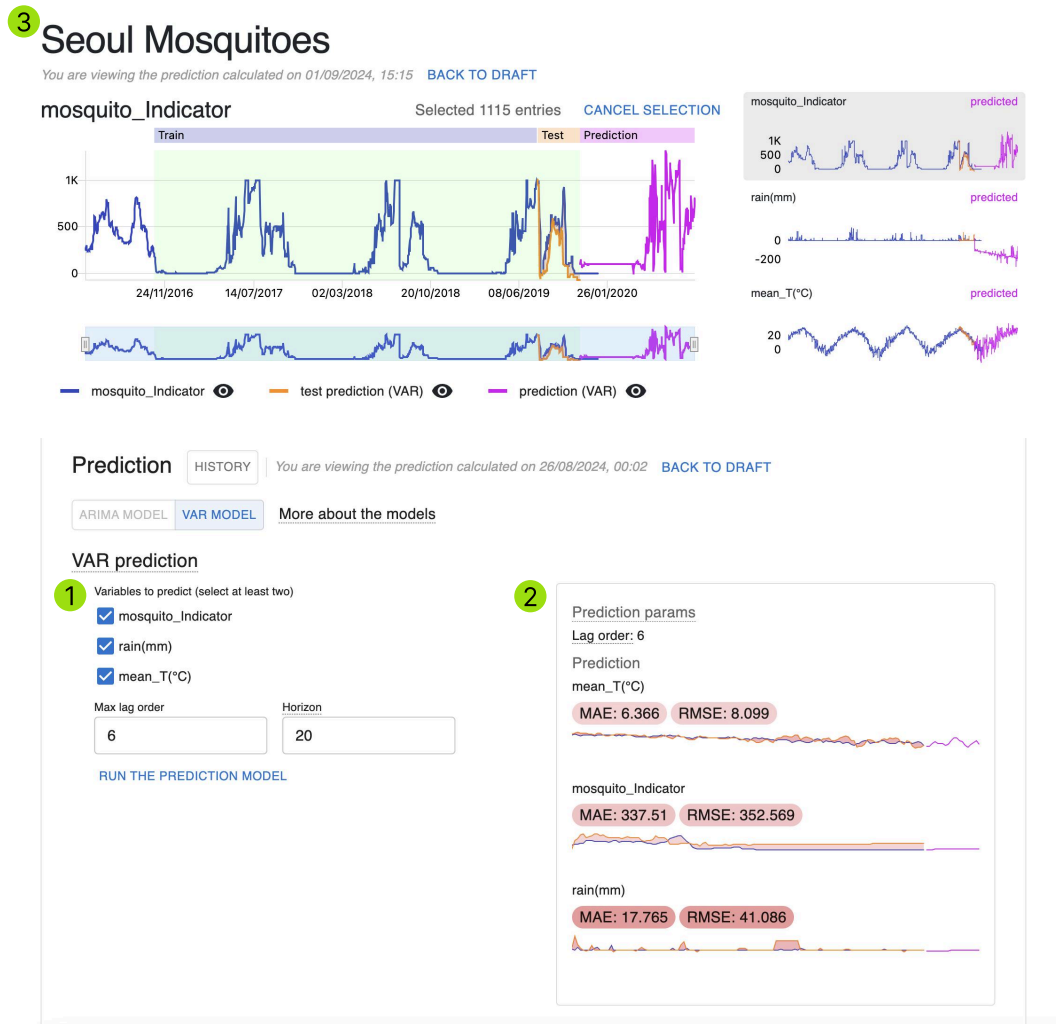 3
Seoul Mosquitoes
You are viewing the prediction calculated on 01/09/2024, 15:15 BACK TO DRAFT
mosquito_Indicator Selected 1115 entries CANCEL SELECTION
Train Test Prediction
1K
500
0
24/11/2016 14/07/2017 02/03/2018 20/10/2018 08/06/2019 26/01/2020
mosquito_Indicator test prediction (VAR) prediction (VAR)
mosquito_Indicator predicted
1K
500
0
rain(mm) predicted
0
-200
mean_T(°C) predicted
20
0
Prediction HISTORY You are viewing the prediction calculated on 26/08/2024, 00:02 BACK TO DRAFT
ARIMA MODEL VAR MODEL More about the models
VAR prediction
1
Variables to predict (select at least two)
mosquito_Indicator
rain(mm)
mean_T(°C)
Max lag order Horizon
6 20
RUN THE PREDICTION MODEL
2
Prediction params
Lag order: 6
Prediction
mean_T(°C)
MAE: 6.366 RMSE: 8.099
mosquito_Indicator
MAE: 337.51 RMSE: 352.569
rain(mm)
MAE: 17.765 RMSE: 41.086